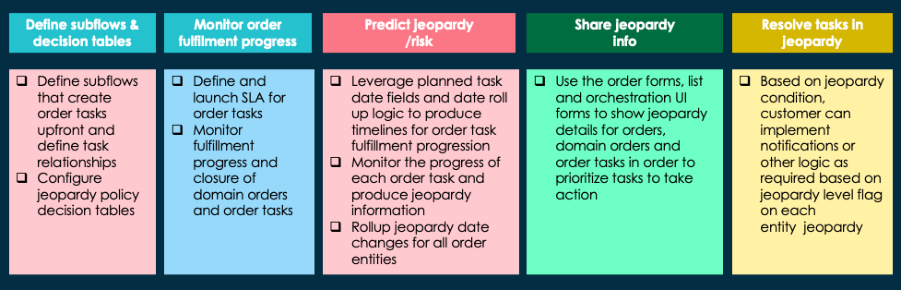 Define subflows &
decision tables
Monitor order
fulfilment progress
Predict jeopardy
/risk
Share jeopardy
info
Resolve tasks in
jeopardy
❑ Define subflows
that create
order tasks
upfront and
define task
relationships
❑ Configure
jeopardy policy
decision tables
❑ Define and
launch SLA for
order tasks
❑ Monitor
fulfillment
progress and
closure of
domain orders
and order tasks
❑ Leverage planned task
date fields and date roll
up logic to produce
timelines for order task
fulfillment progression
❑ Monitor the progress of
each order task and
produce jeopardy
information
❑ Rollup jeopardy date
changes for all order
entities
❑ Use the order forms, list
and orchestration UI
forms to show jeopardy
details for orders,
domain orders and
order tasks in order to
prioritize tasks to take
action
❑ Based on jeopardy
condition,
customer can
implement
notifications or
other logic as
required based on
jeopardy level flag
on each
entity jeopardy